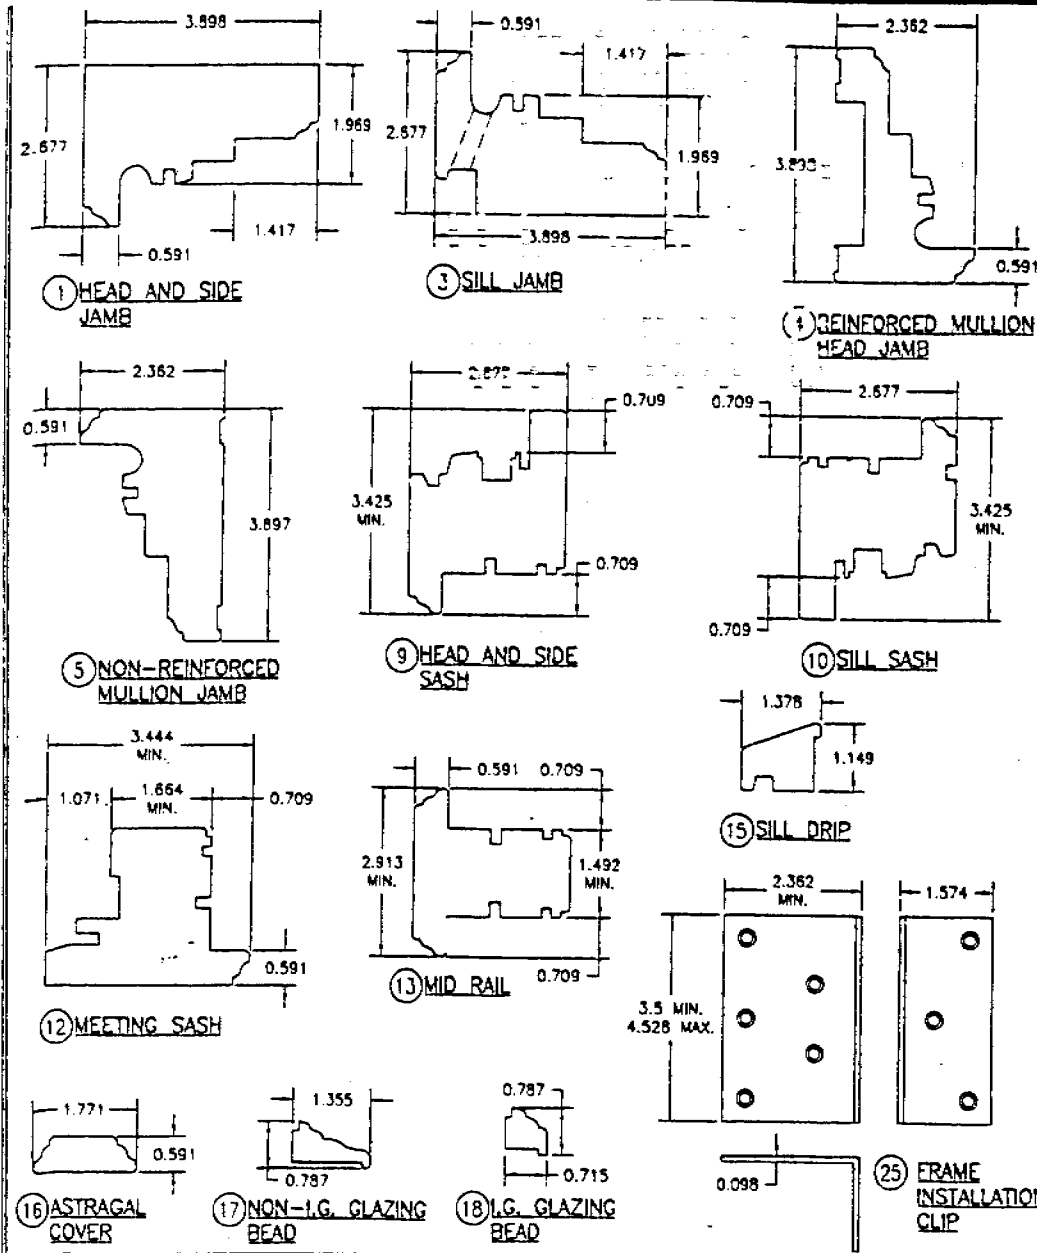 3.898
2.677
1.969
1.417
0.591
1 HEAD AND SIDE
JAMB
0.591
1.417
2.677
1.969
3.898
3 SILL JAMB
2.362
0.591
REINFORCED MULLION
HEAD JAMB
2.362
0.591
3.897
5 NON-REINFORCED
MULLION JAMB
0.709
3.425
MIN.
0.709
9 HEAD AND SIDE
SASH
0.709
2.677
3.425
MIN.
0.709
10 SILL SASH
3.444
MIN.
1.071
1.664
MIN.
0.709
0.591
12 MEETING SASH
0.591
0.709
2.913
MIN.
1.492
MIN.
0.709
13 MID RAIL
1.378
1.149
15 SILL DRIP
1.771
0.591
16 ASTRAGAL
COVER
1.355
0.787
17 NON-I.G. GLAZING
BEAD
0.787
0.715
18 I.G. GLAZING
BEAD
2.362
MIN.
1.574
3.5 MIN.
4.528 MAX.
0.098
25 FRAME
INSTALLATION
CLIP